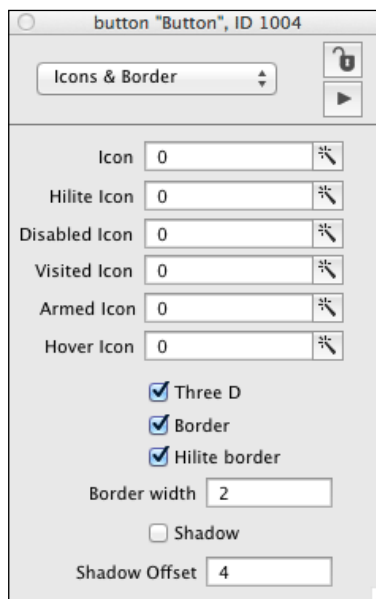 button "Button", ID 1004
Icons & Border
Icon 0
Hilite Icon 0
Disabled Icon 0
Visited Icon 0
Armed Icon 0
Hover Icon 0
Three D
Border
Hilite border
Border width 2
Shadow
Shadow Offset 4